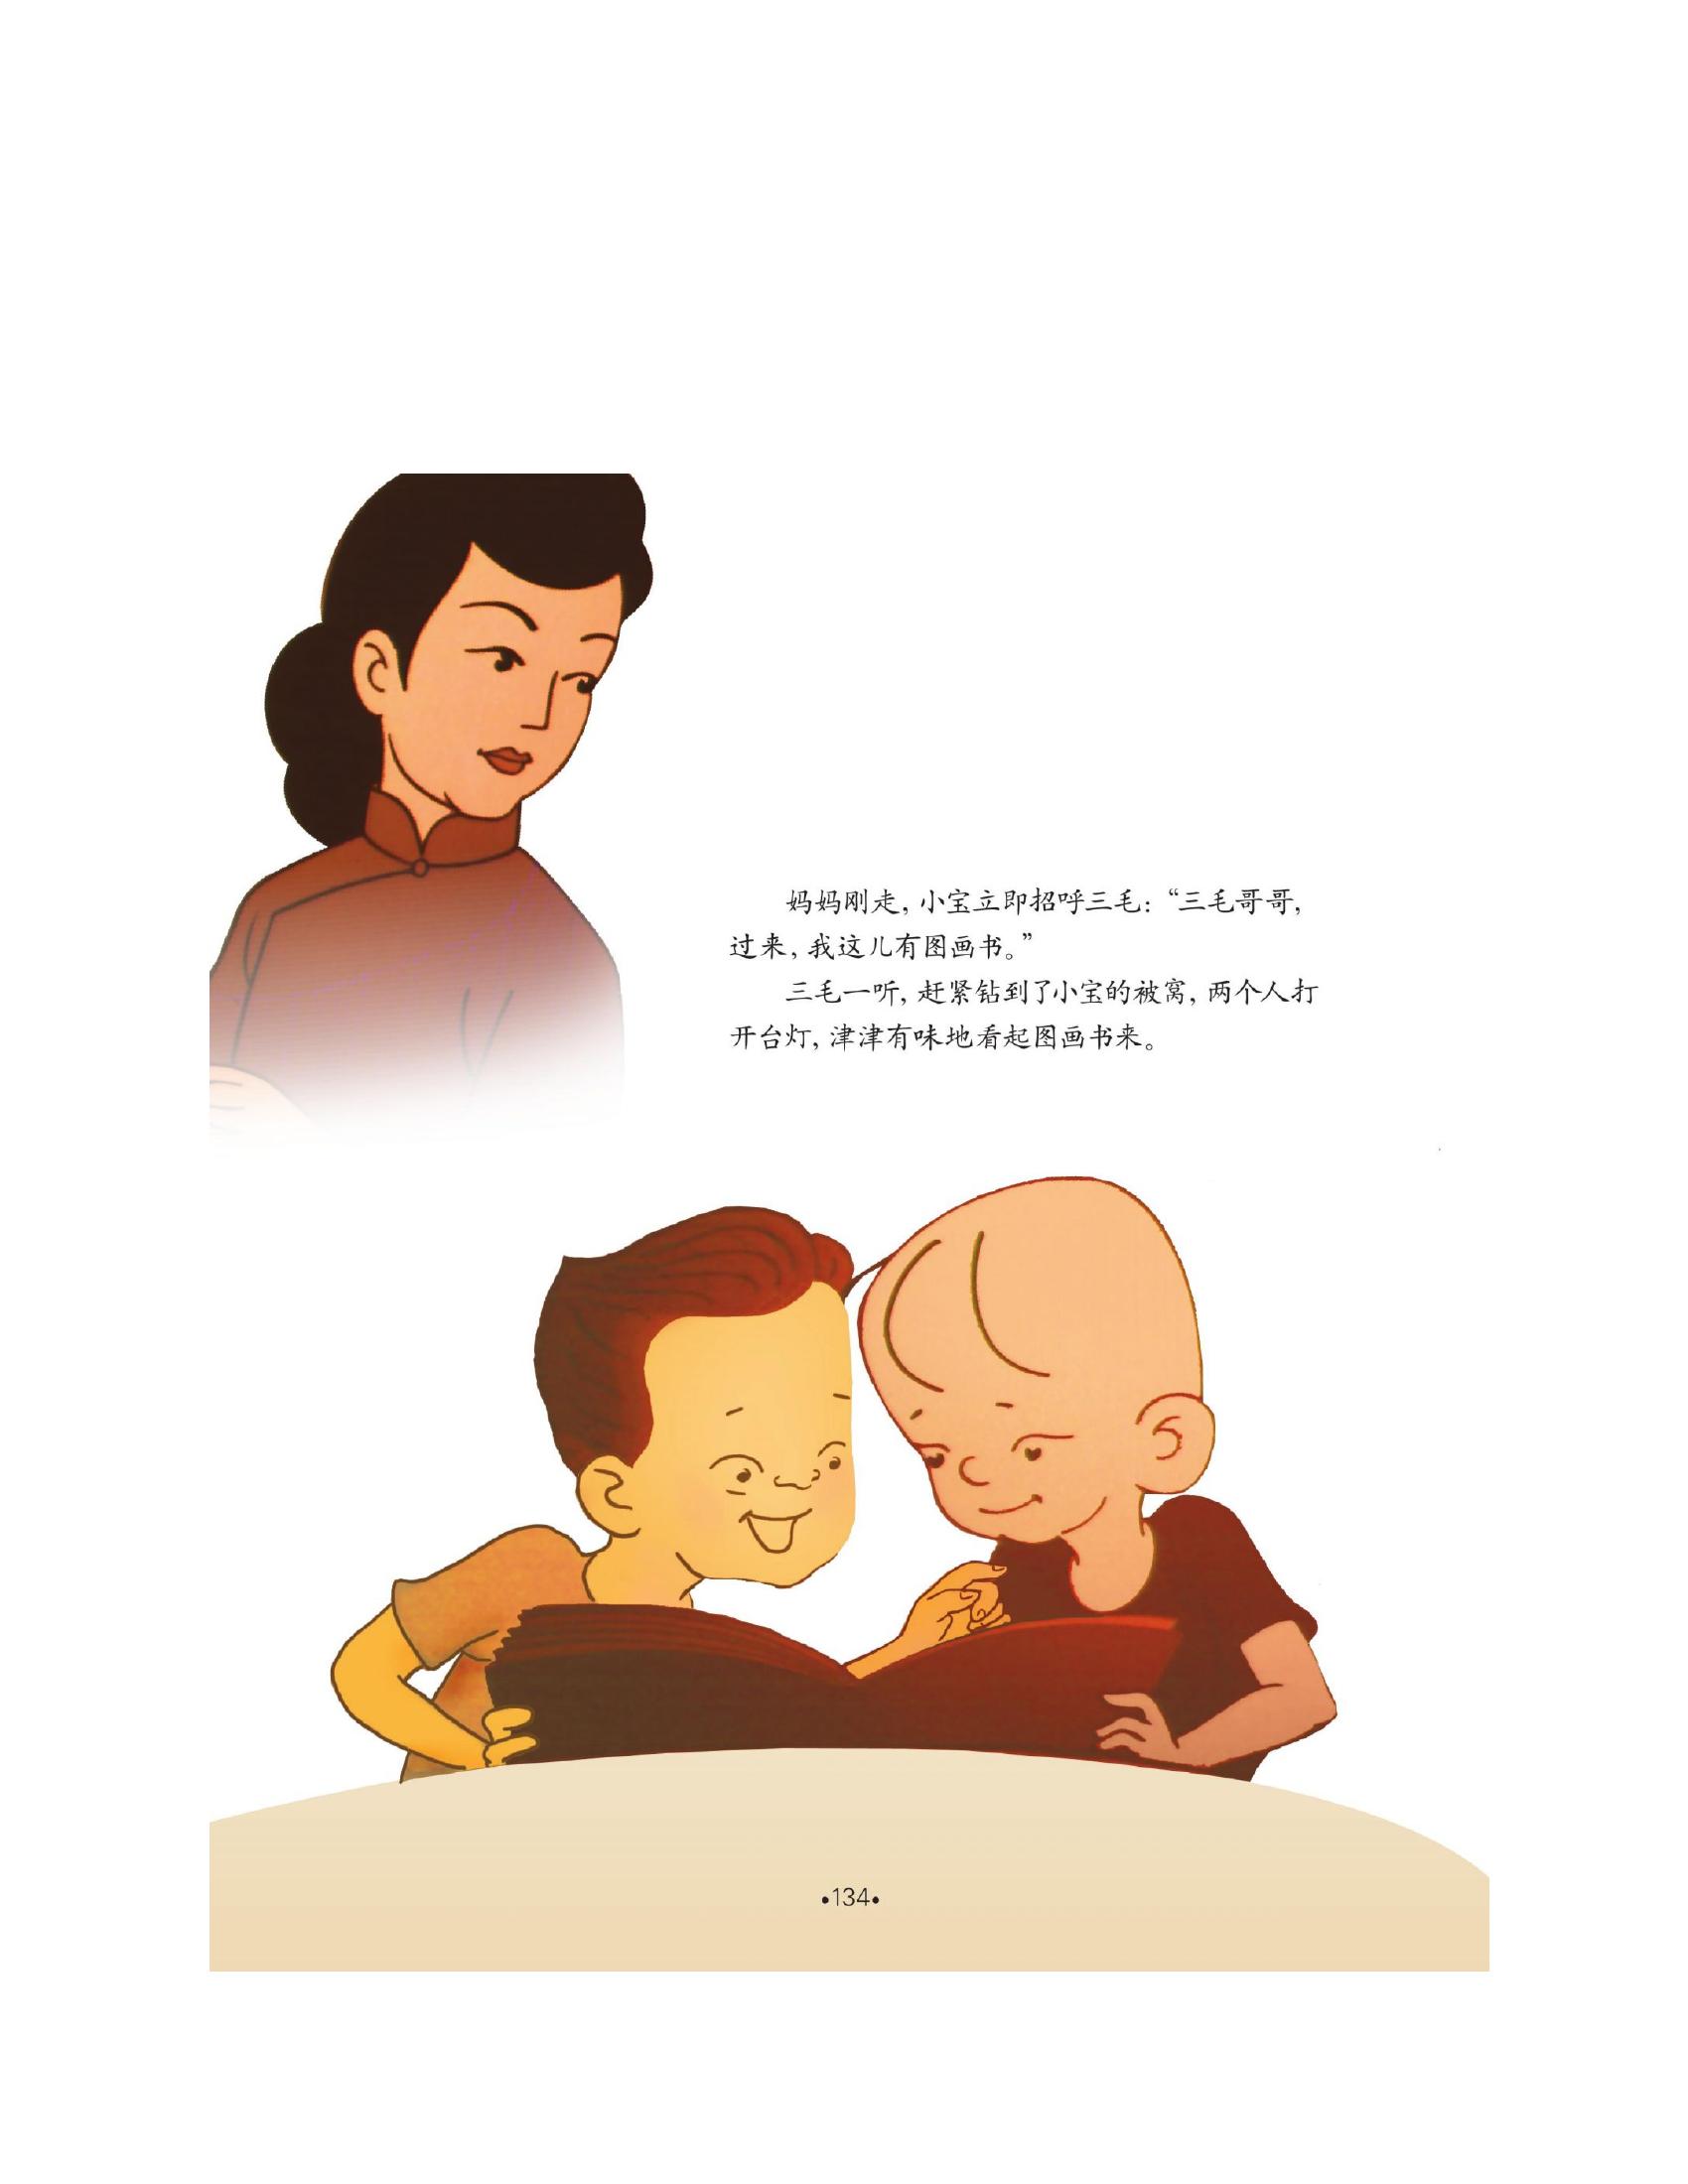 妈妈刚走，小宝立即招呼三毛：“三毛哥哥，
过来，我这儿有图画书。”
三毛一听，赶紧钻到了小宝的被窝，两个人打
开台灯，津津有味地看起图画书来。
•134•